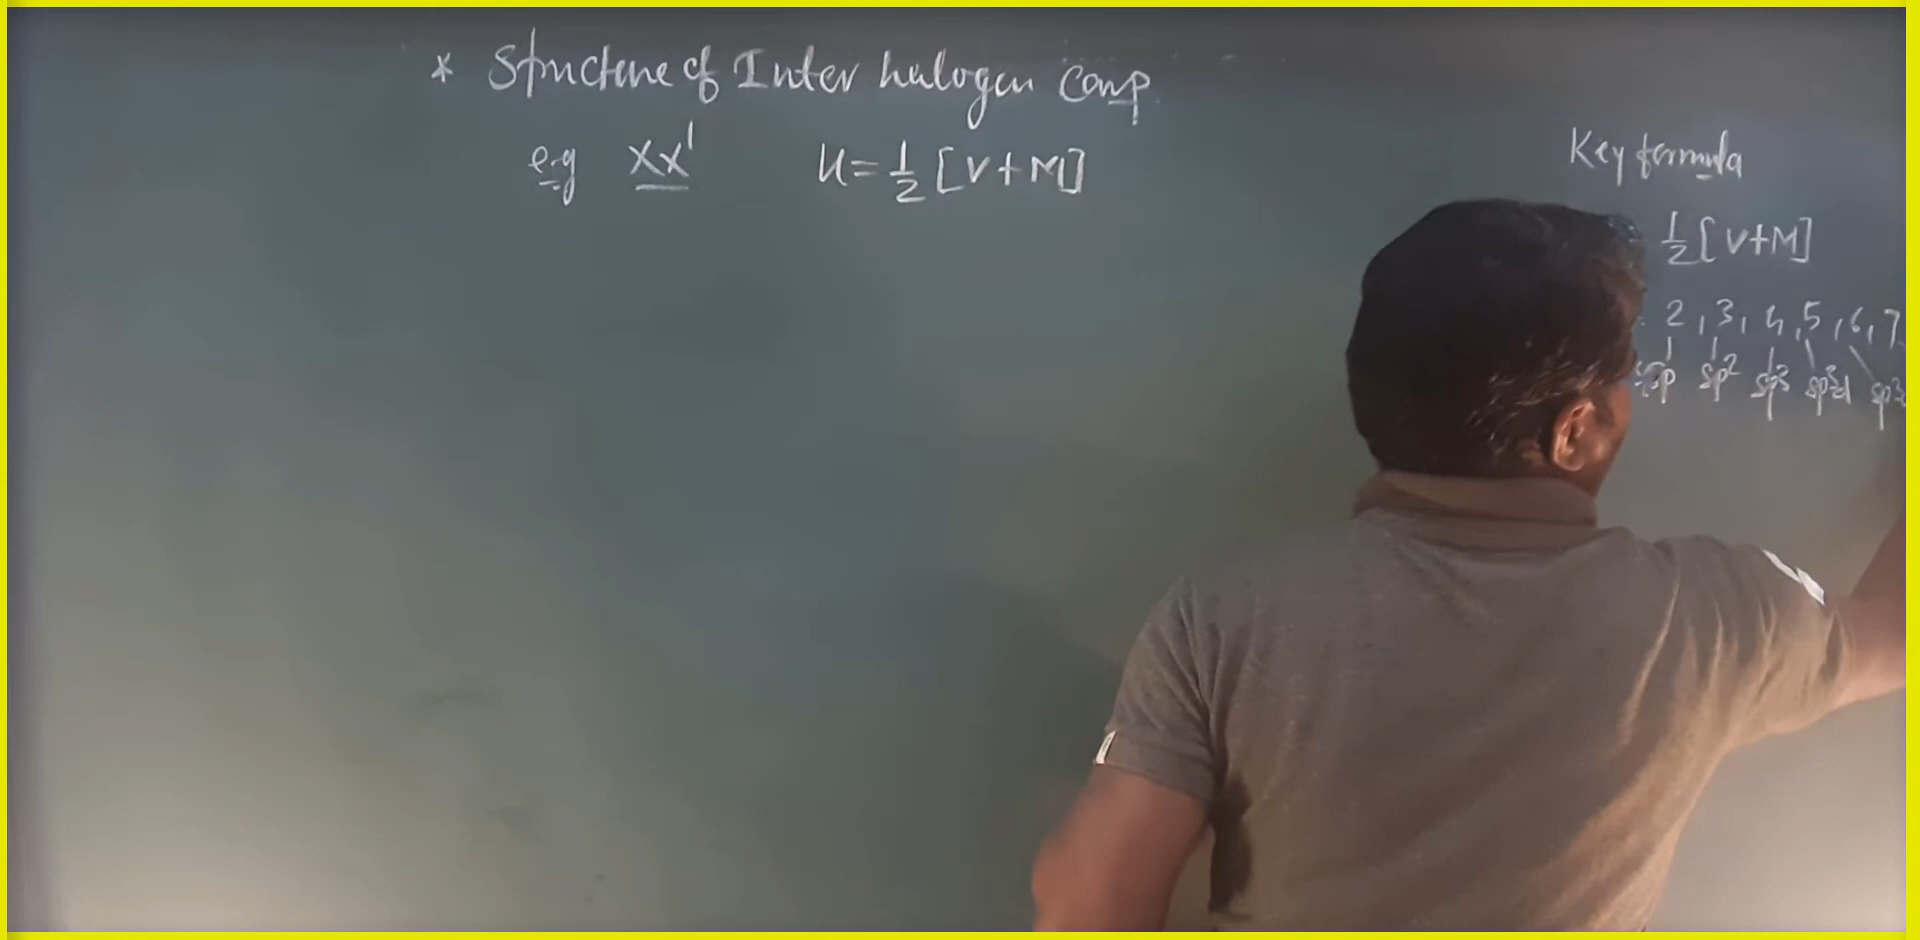 * Structure of Inter halogen Comp.
e.g XX' H=½[V+M]
Key formula
½[V+M]
2, 3, 4, 5, 6, 7
sp sp² sp³ sp³d sp3